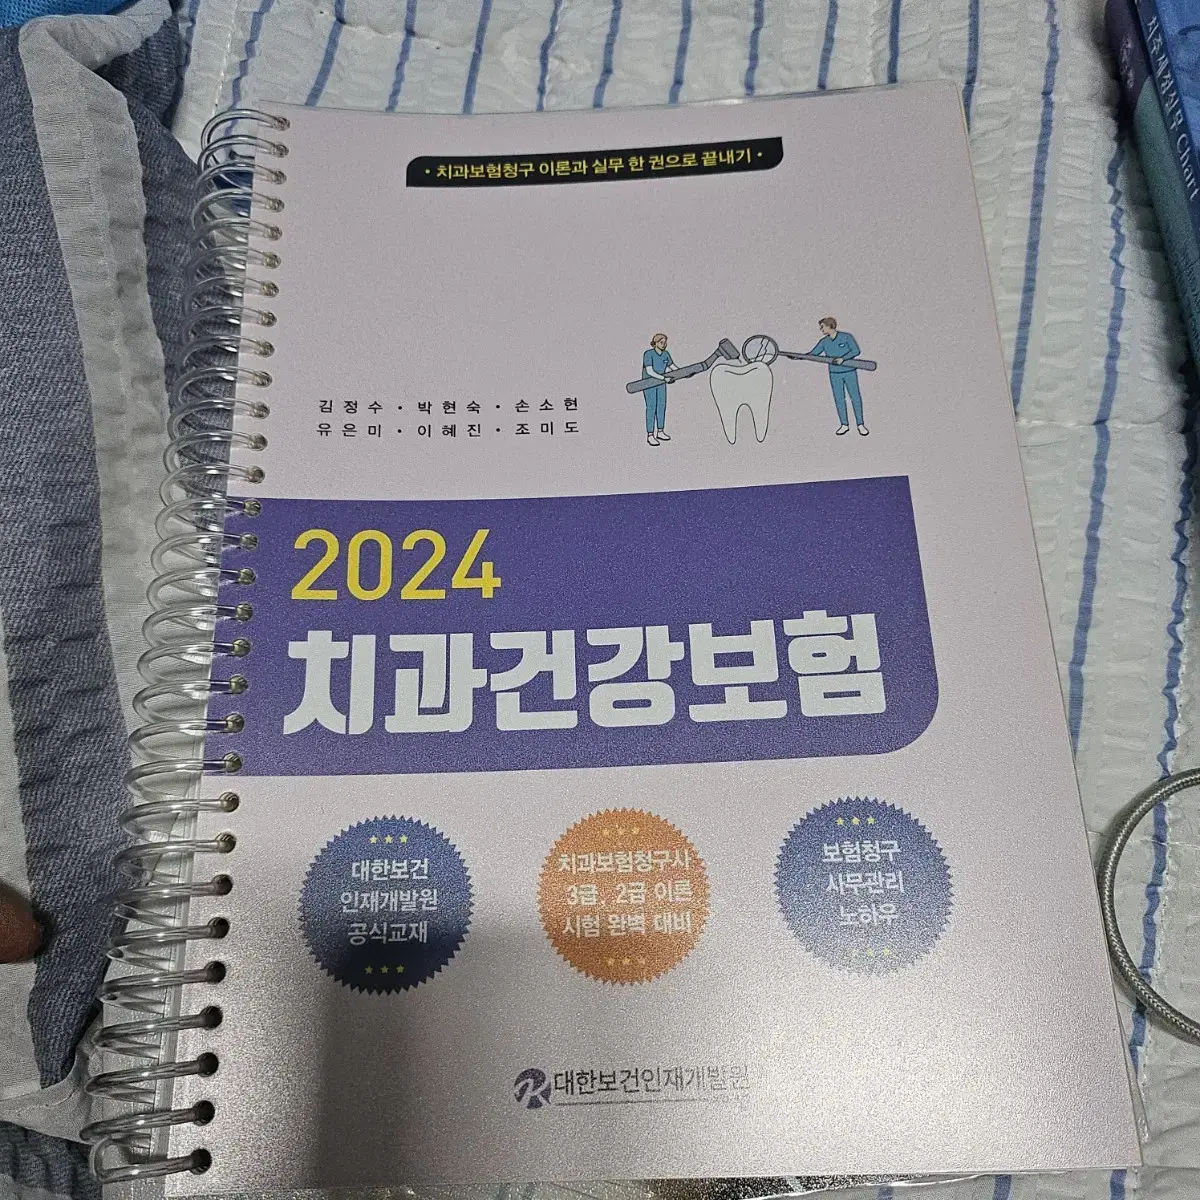 • 치과보험청구 이론과 실무 한 권으로 끝내기 •
김정수 • 박현숙 • 손소현
유은미 • 이혜진 • 조미도
2024
치과건강보험
대한보건
인재개발원
공식교재
치과보험청구사
3급, 2급 이론
시험 완벽 대비
보험청구
사무관리
노하우
대한보건인재개발원
Chart